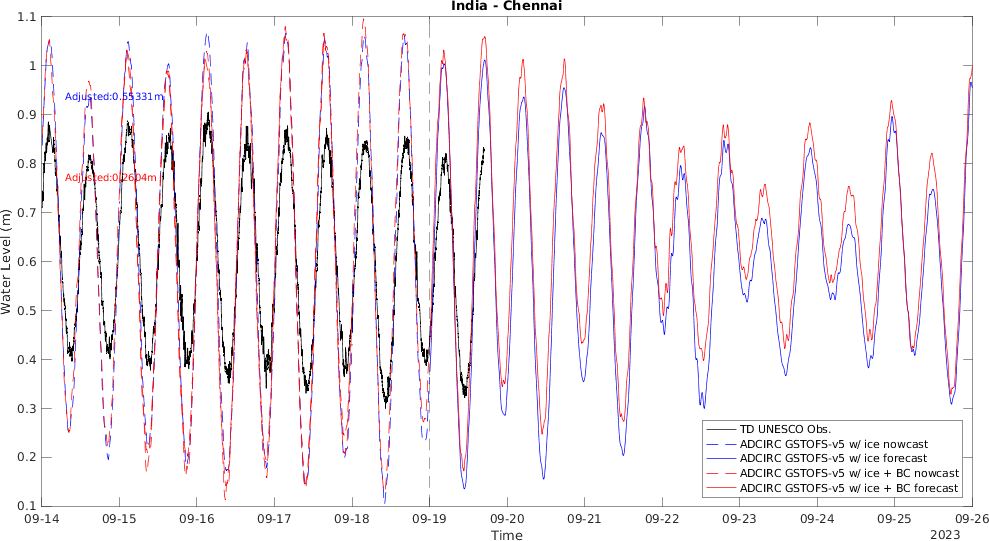 India - Chennai
1.1
1
0.9
0.8
0.7
0.6
0.5
0.4
0.3
0.2
0.1
Water Level (m)
Adjusted:0.55331m
Adjusted:0.2604m
TD UNESCO Obs.
ADCIRC GSTOFS-v5 w/ ice nowcast
ADCIRC GSTOFS-v5 w/ ice forecast
ADCIRC GSTOFS-v5 w/ ice + BC nowcast
ADCIRC GSTOFS-v5 w/ ice + BC forecast
09-14 09-15 09-16 09-17 09-18 09-19 09-20 09-21 09-22 09-23 09-24 09-25 09-26
Time
2023